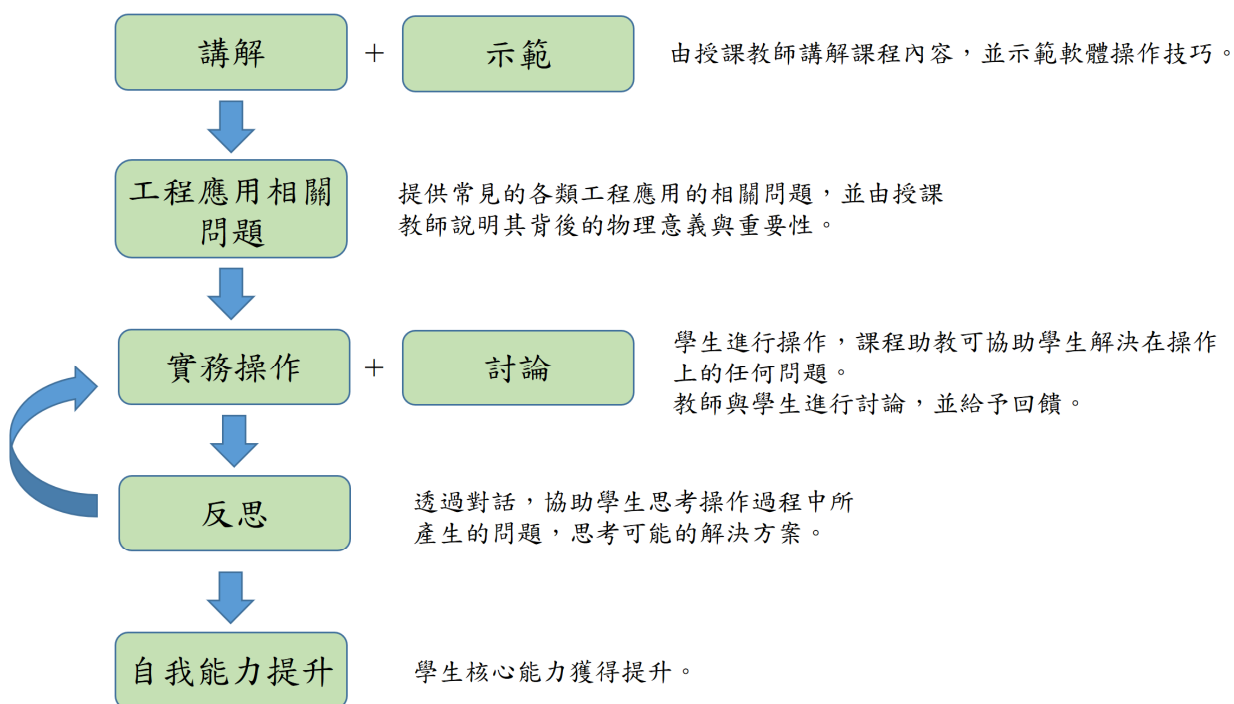 講解
+
示範
由授課教師講解課程內容，並示範軟體操作技巧。
工程應用相關
問題
提供常見的各類工程應用的相關問題，並由授課
教師說明其背後的物理意義與重要性。
實務操作
+
討論
學生進行操作，課程助教可協助學生解決在操作
上的任何問題。
教師與學生進行討論，並給予回饋。
反思
透過對話，協助學生思考操作過程中所
產生的問題，思考可能的解決方案。
自我能力提升
學生核心能力獲得提升。